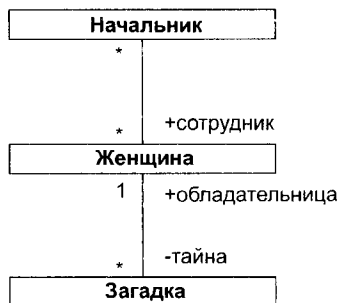 Начальник
*
+сотрудник
*
Женщина
1 +обладательница
-тайна
*
Загадка